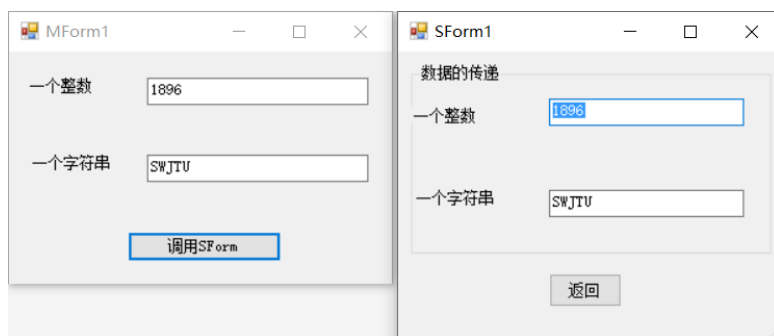 MForm1
一个整数
1896
一个字符串
SWJTU
调用SForm
SForm1
数据的传递
一个整数
1896
一个字符串
SWJTU
返回